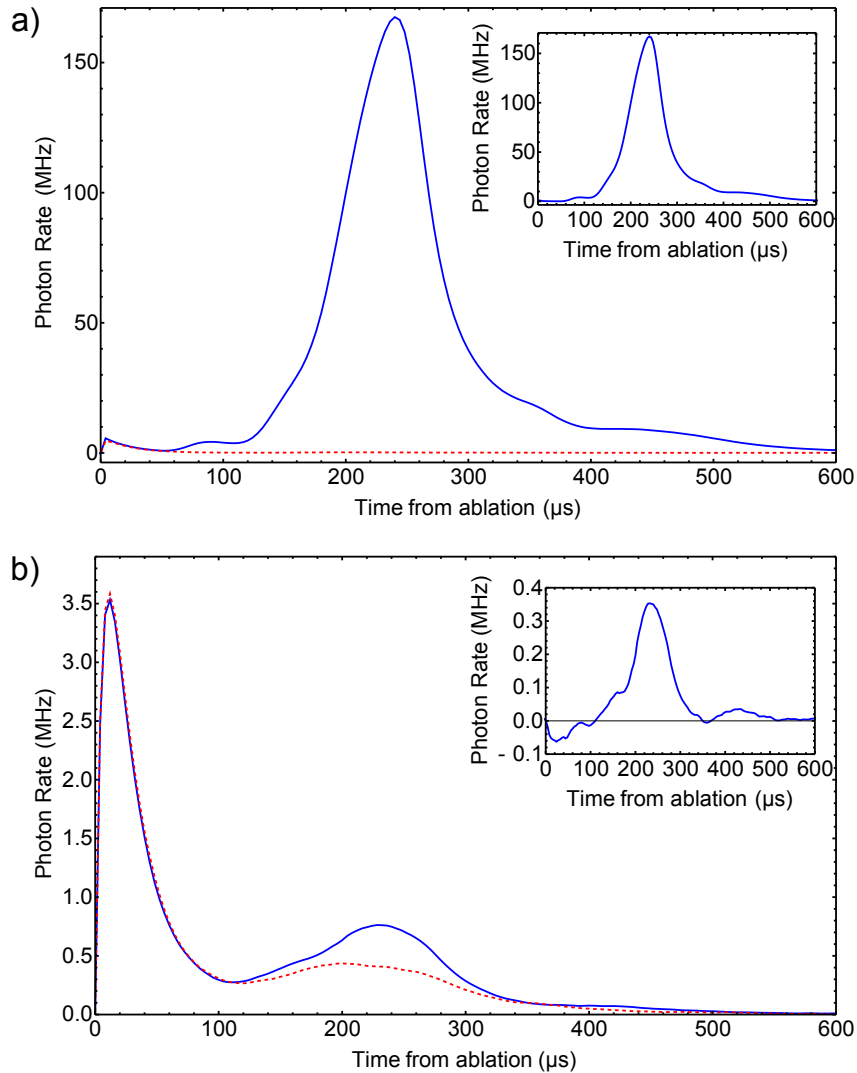 a)
Photon Rate (MHz)
150
100
50
0
0 100 200 300 400 500 600
Time from ablation (µs)
Photon Rate (MHz)
150
100
50
0
0 100 200 300 400 500 600
Time from ablation (µs)
b)
Photon Rate (MHz)
3.5
3.0
2.5
2.0
1.5
1.0
0.5
0.0
0 100 200 300 400 500 600
Time from ablation (µs)
Photon Rate (MHz)
0.4
0.3
0.2
0.1
0.0
- 0.1
0 100 200 300 400 500 600
Time from ablation (µs)